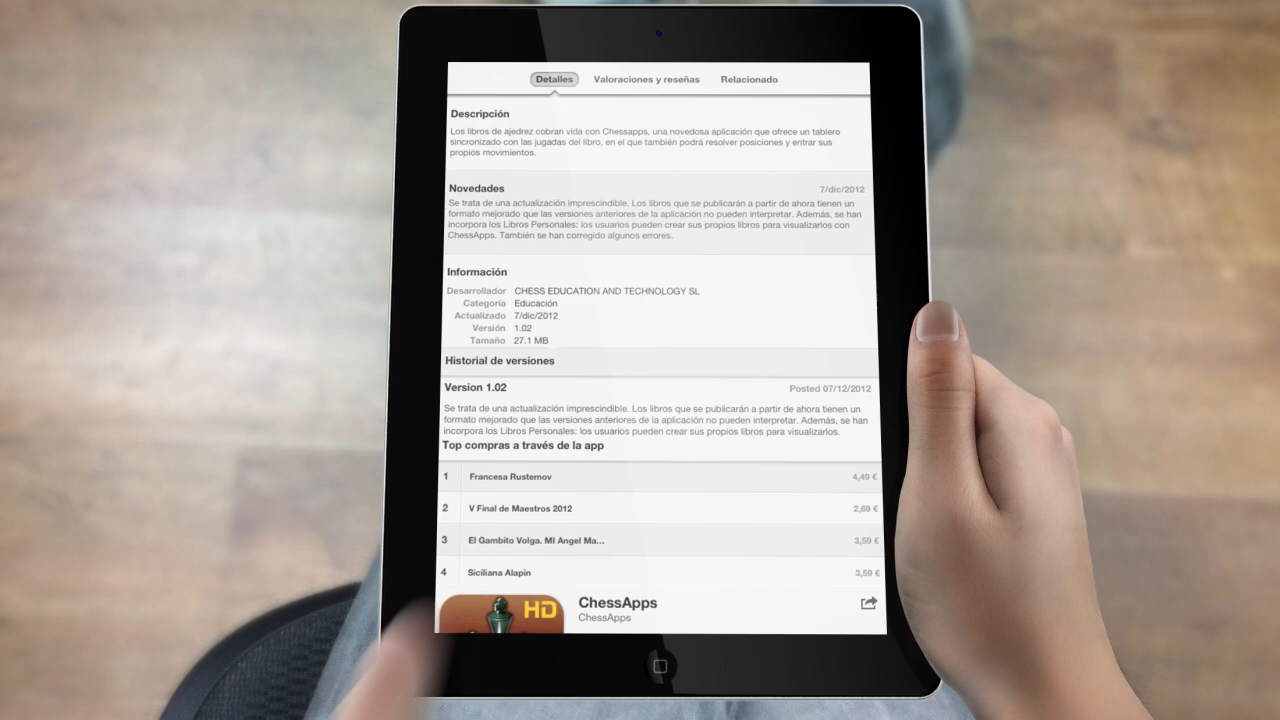 Detalles Valoraciones y reseñas Relacionado
Descripción
Los libros de ajedrez cobran vida con Chessapps, una novedosa aplicación que ofrece un tablero
sincronizado con las jugadas del libro, en el que también podrá resolver posiciones y entrar sus
propios movimientos.
Novedades 7/dic/2012
Se trata de una actualización imprescindible. Los libros que se publicarán a partir de ahora tienen un
formato mejorado que las versiones anteriores de la aplicación no pueden interpretar. Además, se han
incorpora los Libros Personales: los usuarios pueden crear sus propios libros para visualizarlos con
ChessApps. También se han corregido algunos errores.
Información
Desarrollador CHESS EDUCATION AND TECHNOLOGY SL
Categoría Educación
Actualizado 7/dic/2012
Versión 1.02
Tamaño 27.1 MB
Historial de versiones
Version 1.02 Posted 07/12/2012
Se trata de una actualización imprescindible. Los libros que se publicarán a partir de ahora tienen un
formato mejorado que las versiones anteriores de la aplicación no pueden interpretar. Además, se han
incorpora los Libros Personales: los usuarios pueden crear sus propios libros para visualizarlos.
Top compras a través de la app
1 Francesa Rustemov 4,49 €
2 V Final de Maestros 2012 2,69 €
3 El Gambito Volga. MI Angel Ma... 3,59 €
4 Siciliana Alapin 3,59 €
HD ChessApps
ChessApps